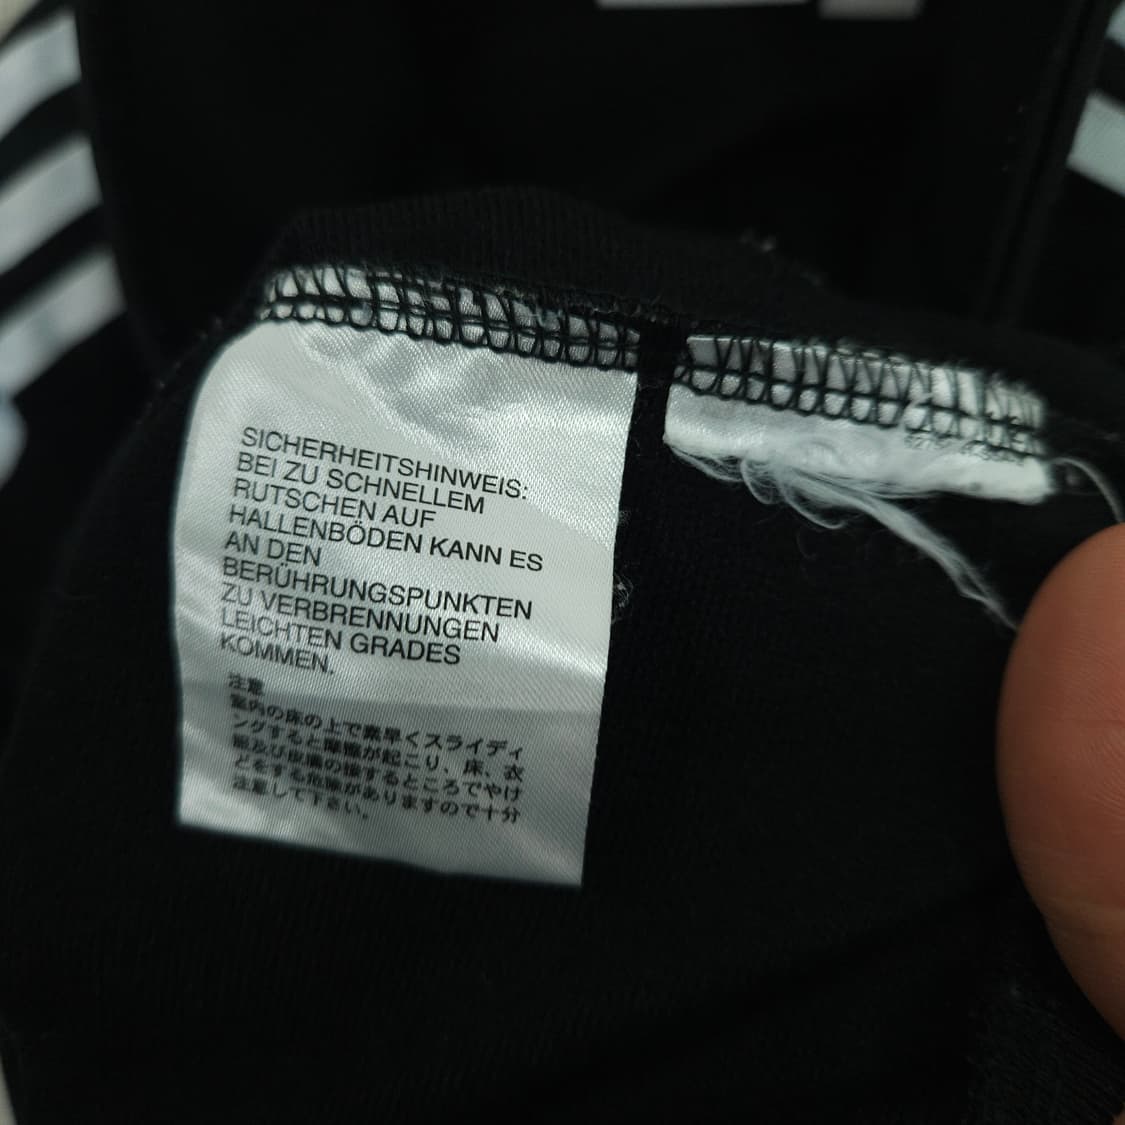 SICHERHEITSHINWEIS:
BEI ZU SCHNELLEM
RUTSCHEN AUF
HALLENBÖDEN KANN ES
AN DEN
BERÜHRUNGSPUNKTEN
ZU VERBRENNUNGEN
LEICHTEN GRADES
KOMMEN.
注意
室内の床の上で素早くスライディ
ングすると摩擦が起こり、床、衣
服及び皮膚の接するところでやけ
どをする危険がありますので十分
注意して下さい。